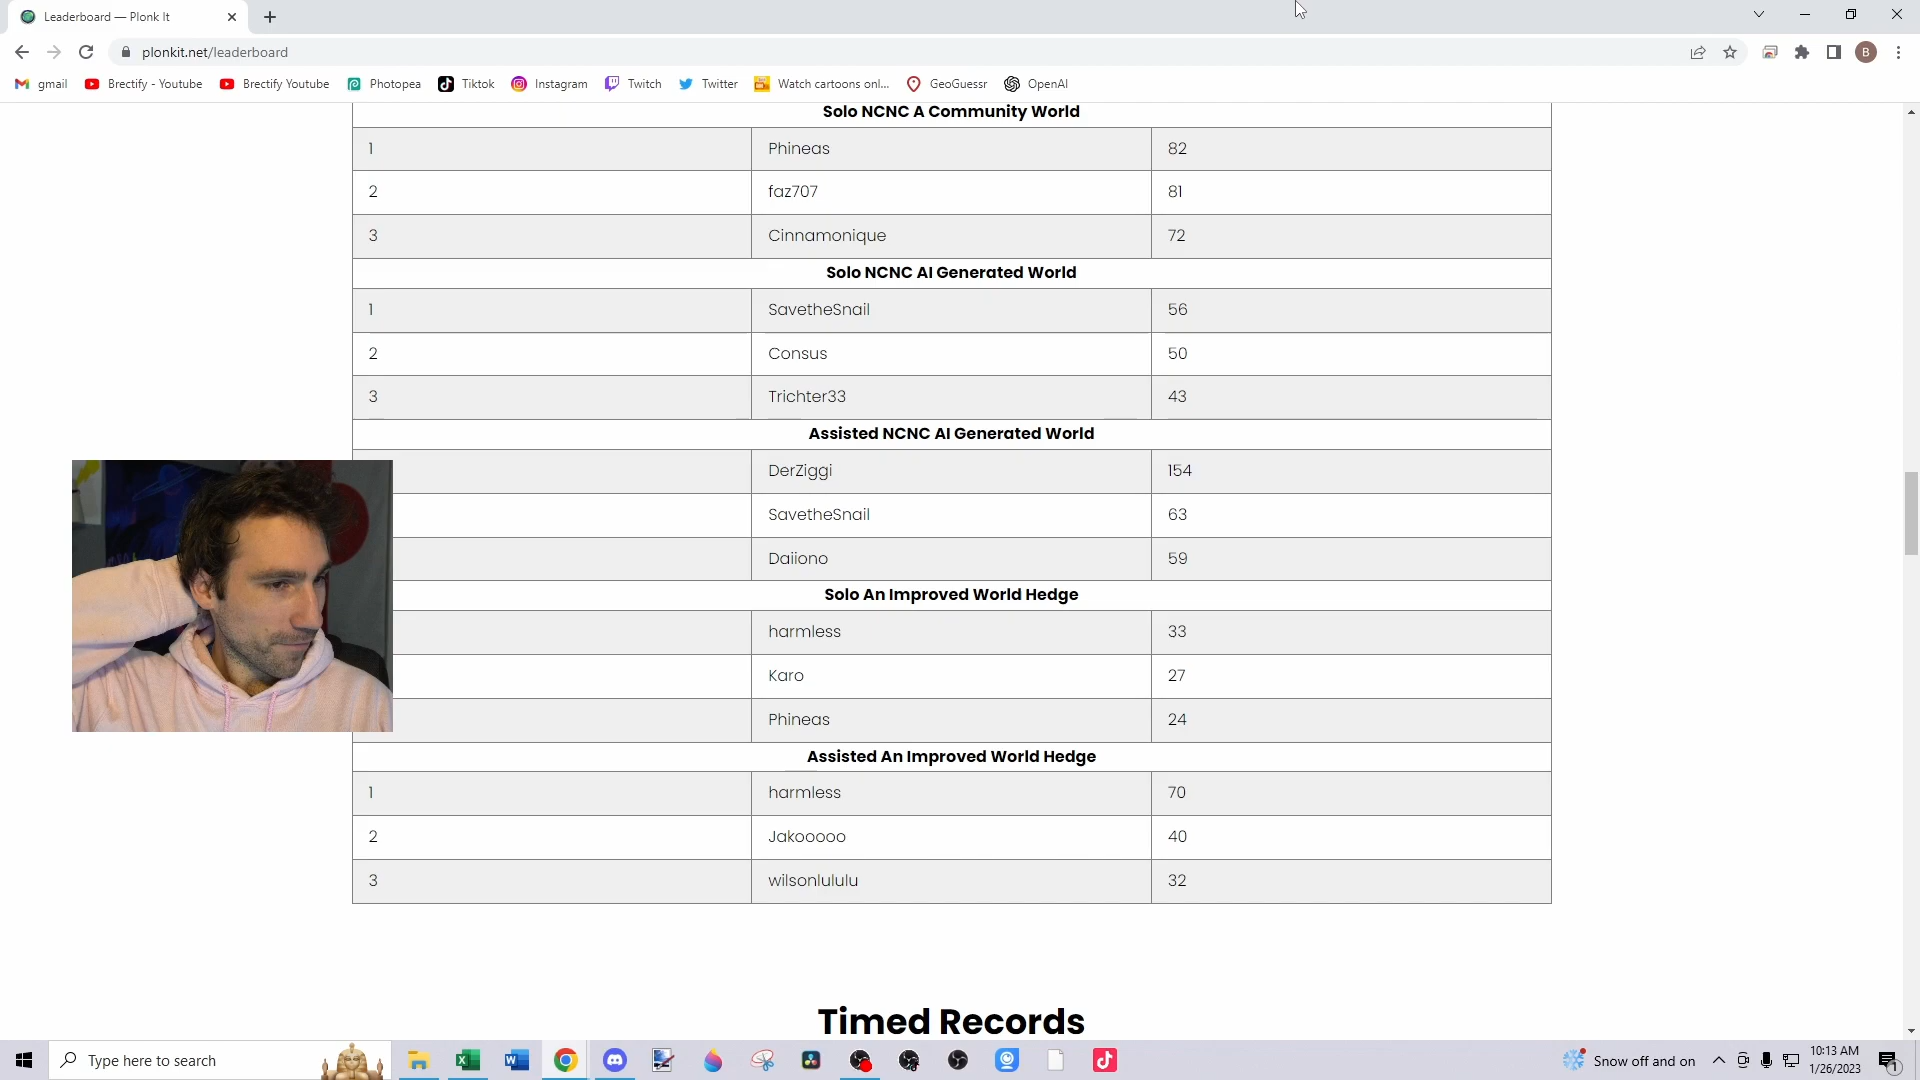 Leaderboard — Plonk It
plonkit.net/leaderboard
B
gmail
Brectify - Youtube
Brectify Youtube
Photopea
Tiktok
Instagram
Twitch
Twitter
Watch cartoons onl...
GeoGuessr
OpenAI
Solo NCNC A Community World
1 Phineas 82
2 faz707 81
3 Cinnamonique 72
Solo NCNC AI Generated World
1 SavetheSnail 56
2 Consus 50
3 Trichter33 43
Assisted NCNC AI Generated World
DerZiggi 154
SavetheSnail 63
Daiiono 59
Solo An Improved World Hedge
harmless 33
Karo 27
Phineas 24
Assisted An Improved World Hedge
1 harmless 70
2 Jakooooo 40
3 wilsonlululu 32
Timed Records
Type here to search
Snow off and on
10:13 AM
1/26/2023
1